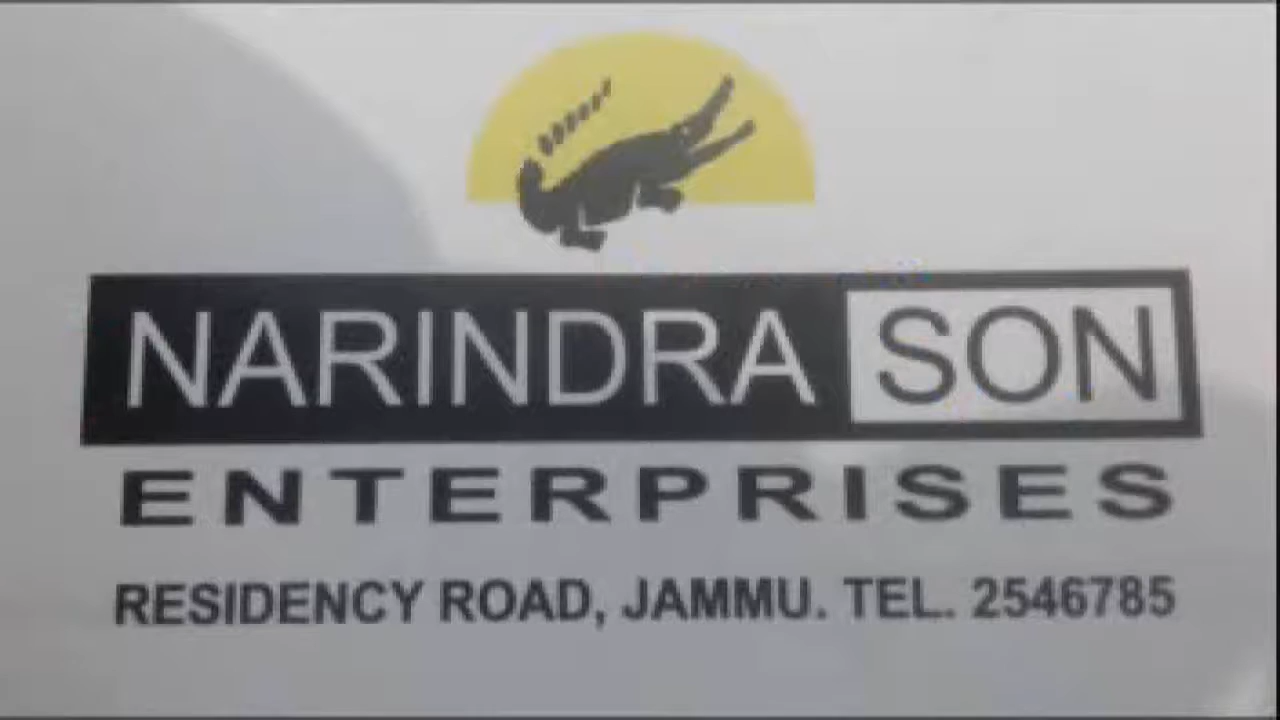 NARINDRA SON
ENTERPRISES
RESIDENCY ROAD, JAMMU. TEL. 2546785